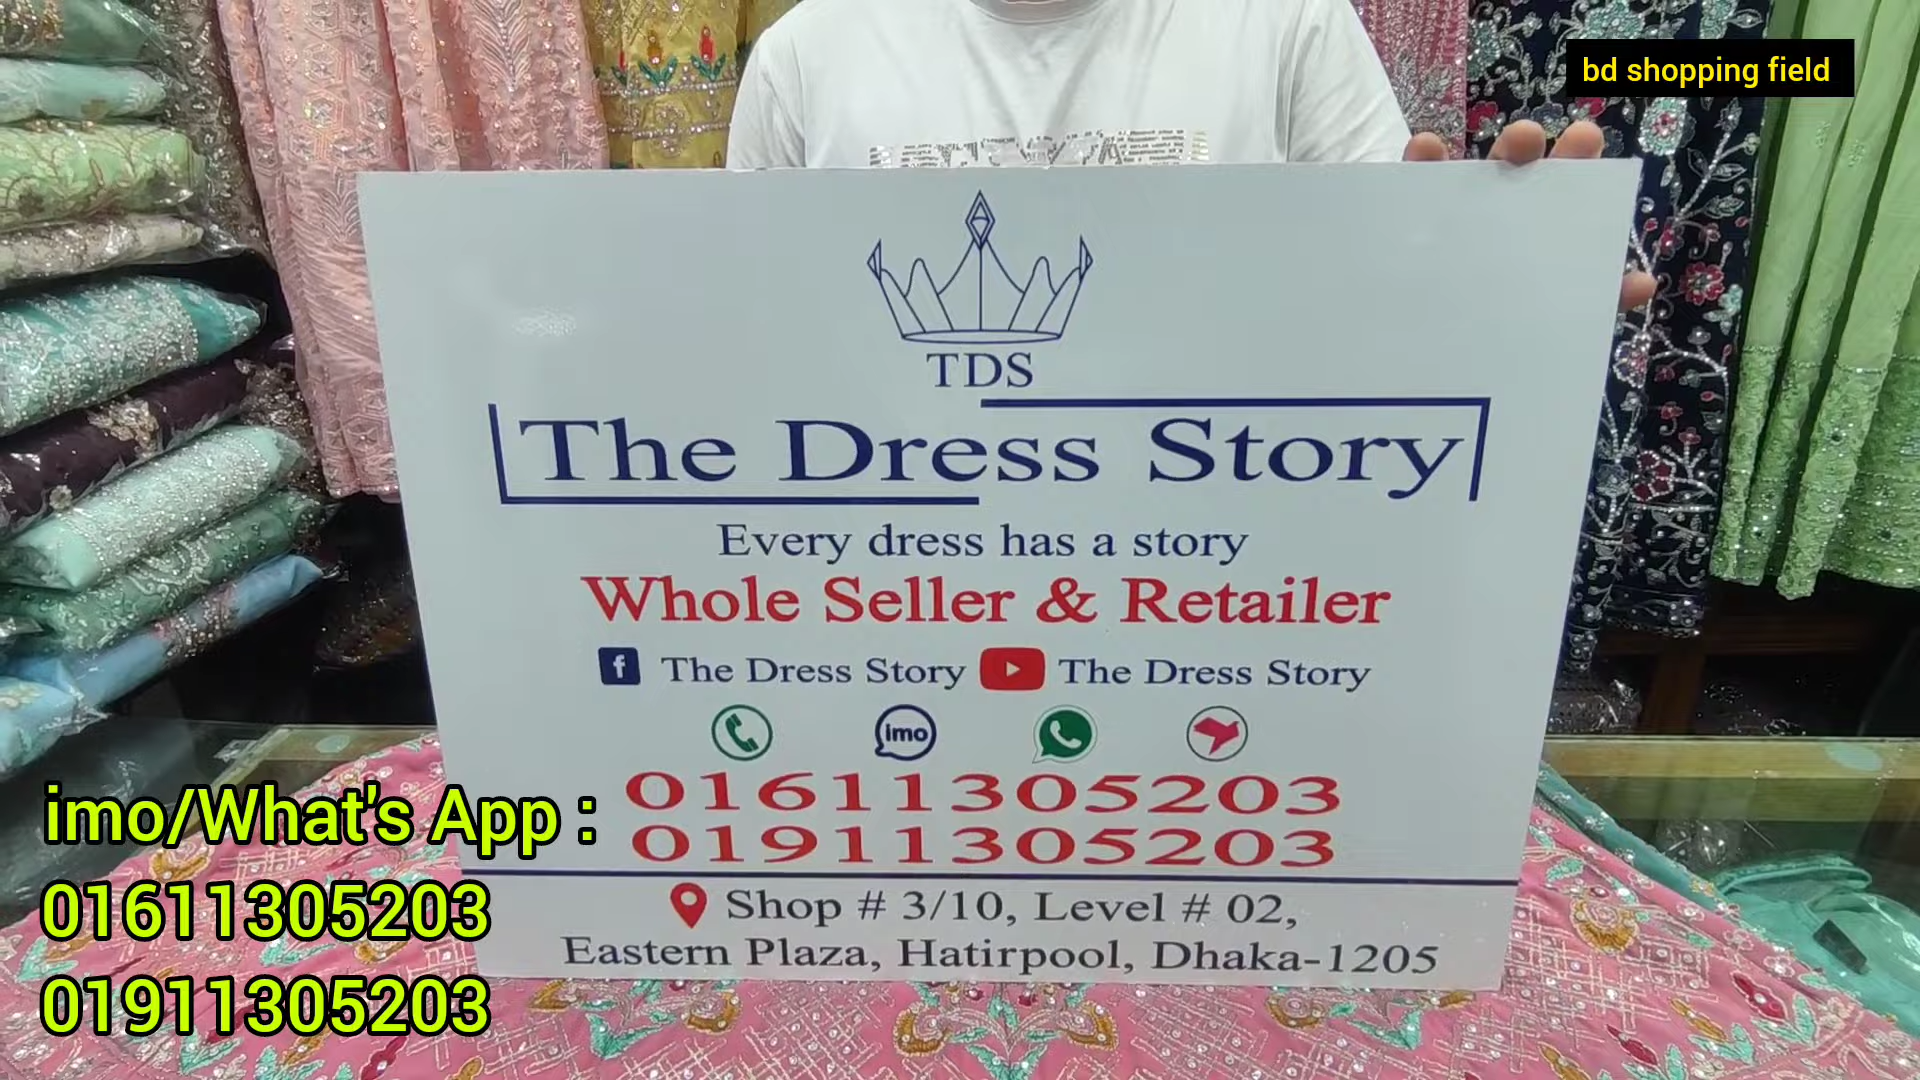 bd shopping field
TDS
The Dress Story
Every dress has a story
Whole Seller & Retailer
f The Dress Story The Dress Story
imo
01611305203
01911305203
Shop # 3/10, Level # 02,
Eastern Plaza, Hatirpool, Dhaka-1205
imo/What's App :
01611305203
01911305203